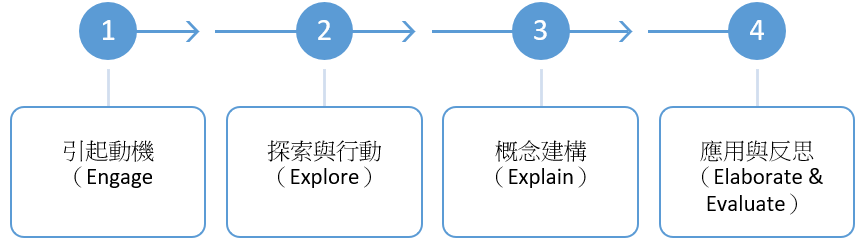 1
2
3
4
引起動機
（Engage
探索與行動
（Explore）
概念建構
（Explain）
應用與反思
（Elaborate &
Evaluate）